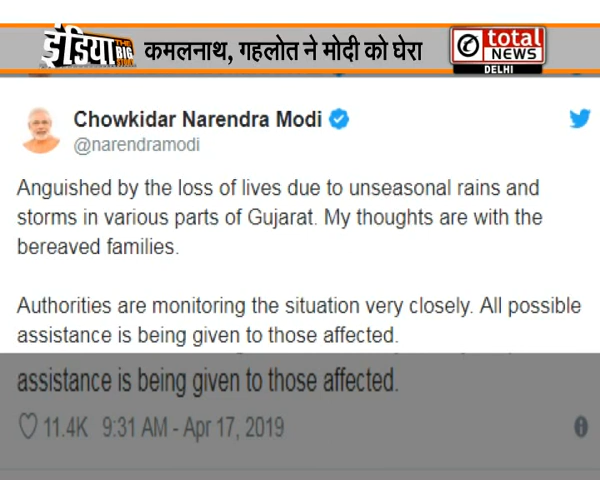 इंडिया THE BIG STORY
कमलनाथ, गहलोत ने मोदी को घेरा
total NEWS
DELHI
Chowkidar Narendra Modi
@narendramodi
Anguished by the loss of lives due to unseasonal rains and
storms in various parts of Gujarat. My thoughts are with the
bereaved families.
Authorities are monitoring the situation very closely. All possible
assistance is being given to those affected.
assistance is being given to those affected.
11.4K 9:31 AM - Apr 17, 2019